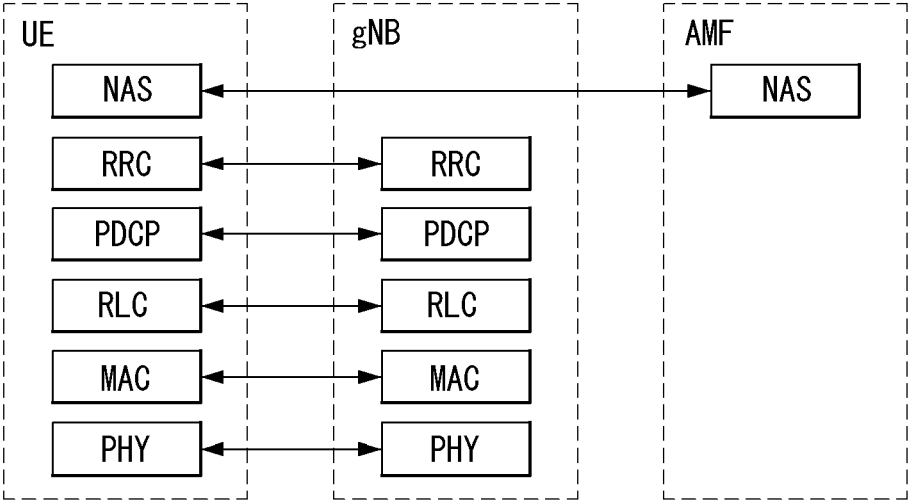 UE gNB AMF
NAS NAS
RRC RRC
PDCP PDCP
RLC RLC
MAC MAC
PHY PHY